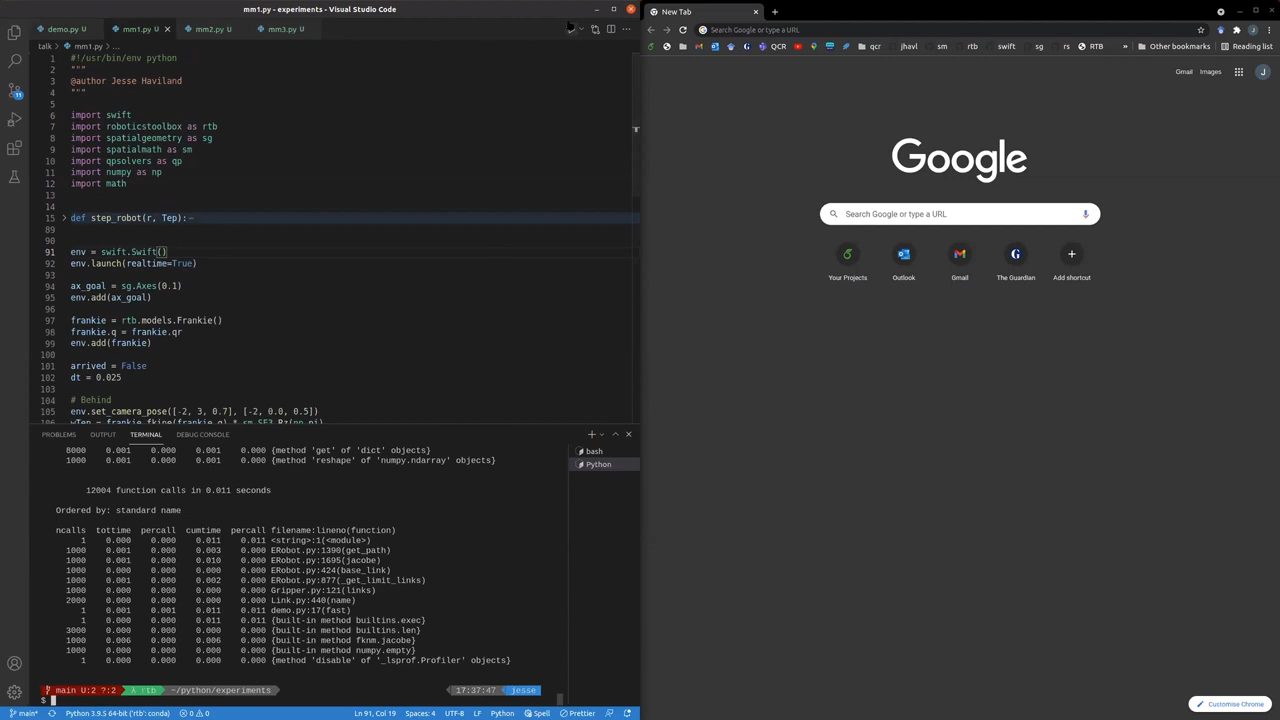 mm1.py - experiments - Visual Studio Code
demo.py U mm1.py U mm2.py U mm3.py U
talk > mm1.py > ...
1 #!/usr/bin/env python
2 """
3 @author Jesse Haviland
4 """
5
6 import swift
7 import roboticstoolbox as rtb
8 import spatialgeometry as sg
9 import spatialmath as sm
10 import qpsolvers as qp
11 import numpy as np
12 import math
13
14
15 def step_robot(r, Tep):
89
90
91 env = swift.Swift()
92 env.launch(realtime=True)
93
94 ax_goal = sg.Axes(0.1)
95 env.add(ax_goal)
96
97 frankie = rtb.models.Frankie()
98 frankie.q = frankie.qr
99 env.add(frankie)
100
101 arrived = False
102 dt = 0.025
103
104 # Behind
105 env.set_camera_pose([-2, 3, 0.7], [-2, 0.0, 0.5])
106 wTep = frankie.fkine(frankie.q) * sm.SE3.Rz(np.pi)
PROBLEMS OUTPUT TERMINAL DEBUG CONSOLE
bash
Python
8000 0.001 0.000 0.001 0.000 {method 'get' of 'dict' objects}
1000 0.001 0.000 0.001 0.000 {method 'reshape' of 'numpy.ndarray' objects}
12004 function calls in 0.011 seconds
Ordered by: standard name
ncalls tottime percall cumtime percall filename:lineno(function)
1 0.000 0.000 0.011 0.011 <string>:1(<module>)
1000 0.001 0.000 0.003 0.000 ERobot.py:1390(get_path)
1000 0.001 0.000 0.010 0.000 ERobot.py:1695(jacobe)
1000 0.000 0.000 0.000 0.000 ERobot.py:424(base_link)
1000 0.001 0.000 0.002 0.000 ERobot.py:877(_get_limit_links)
1000 0.000 0.000 0.000 0.000 Gripper.py:121(links)
2000 0.000 0.000 0.000 0.000 Link.py:440(name)
1 0.001 0.001 0.011 0.011 demo.py:17(fast)
1 0.000 0.000 0.011 0.011 {built-in method builtins.exec}
3000 0.000 0.000 0.000 0.000 {built-in method builtins.len}
1000 0.006 0.000 0.006 0.000 {built-in method fknm.jacobe}
1000 0.000 0.000 0.000 0.000 {built-in method numpy.empty}
1 0.000 0.000 0.000 0.000 {method 'disable' of '_lsprof.Profiler' objects}
main U:2 ?:2 λ rtb ~/python/experiments 17:37:47 jesse
$
11
main* Python 3.9.5 64-bit ('rtb': conda) 0 0 Ln 91, Col 19 Spaces: 4 UTF-8 LF Python Spell Prettier
New Tab
Search Google or type a URL
QCR qcr jhavl sm rtb swift sg rs RTB » Other bookmarks Reading list
Gmail Images J
Google
Search Google or type a URL
Your Projects Outlook Gmail The Guardian Add shortcut
Customise Chrome